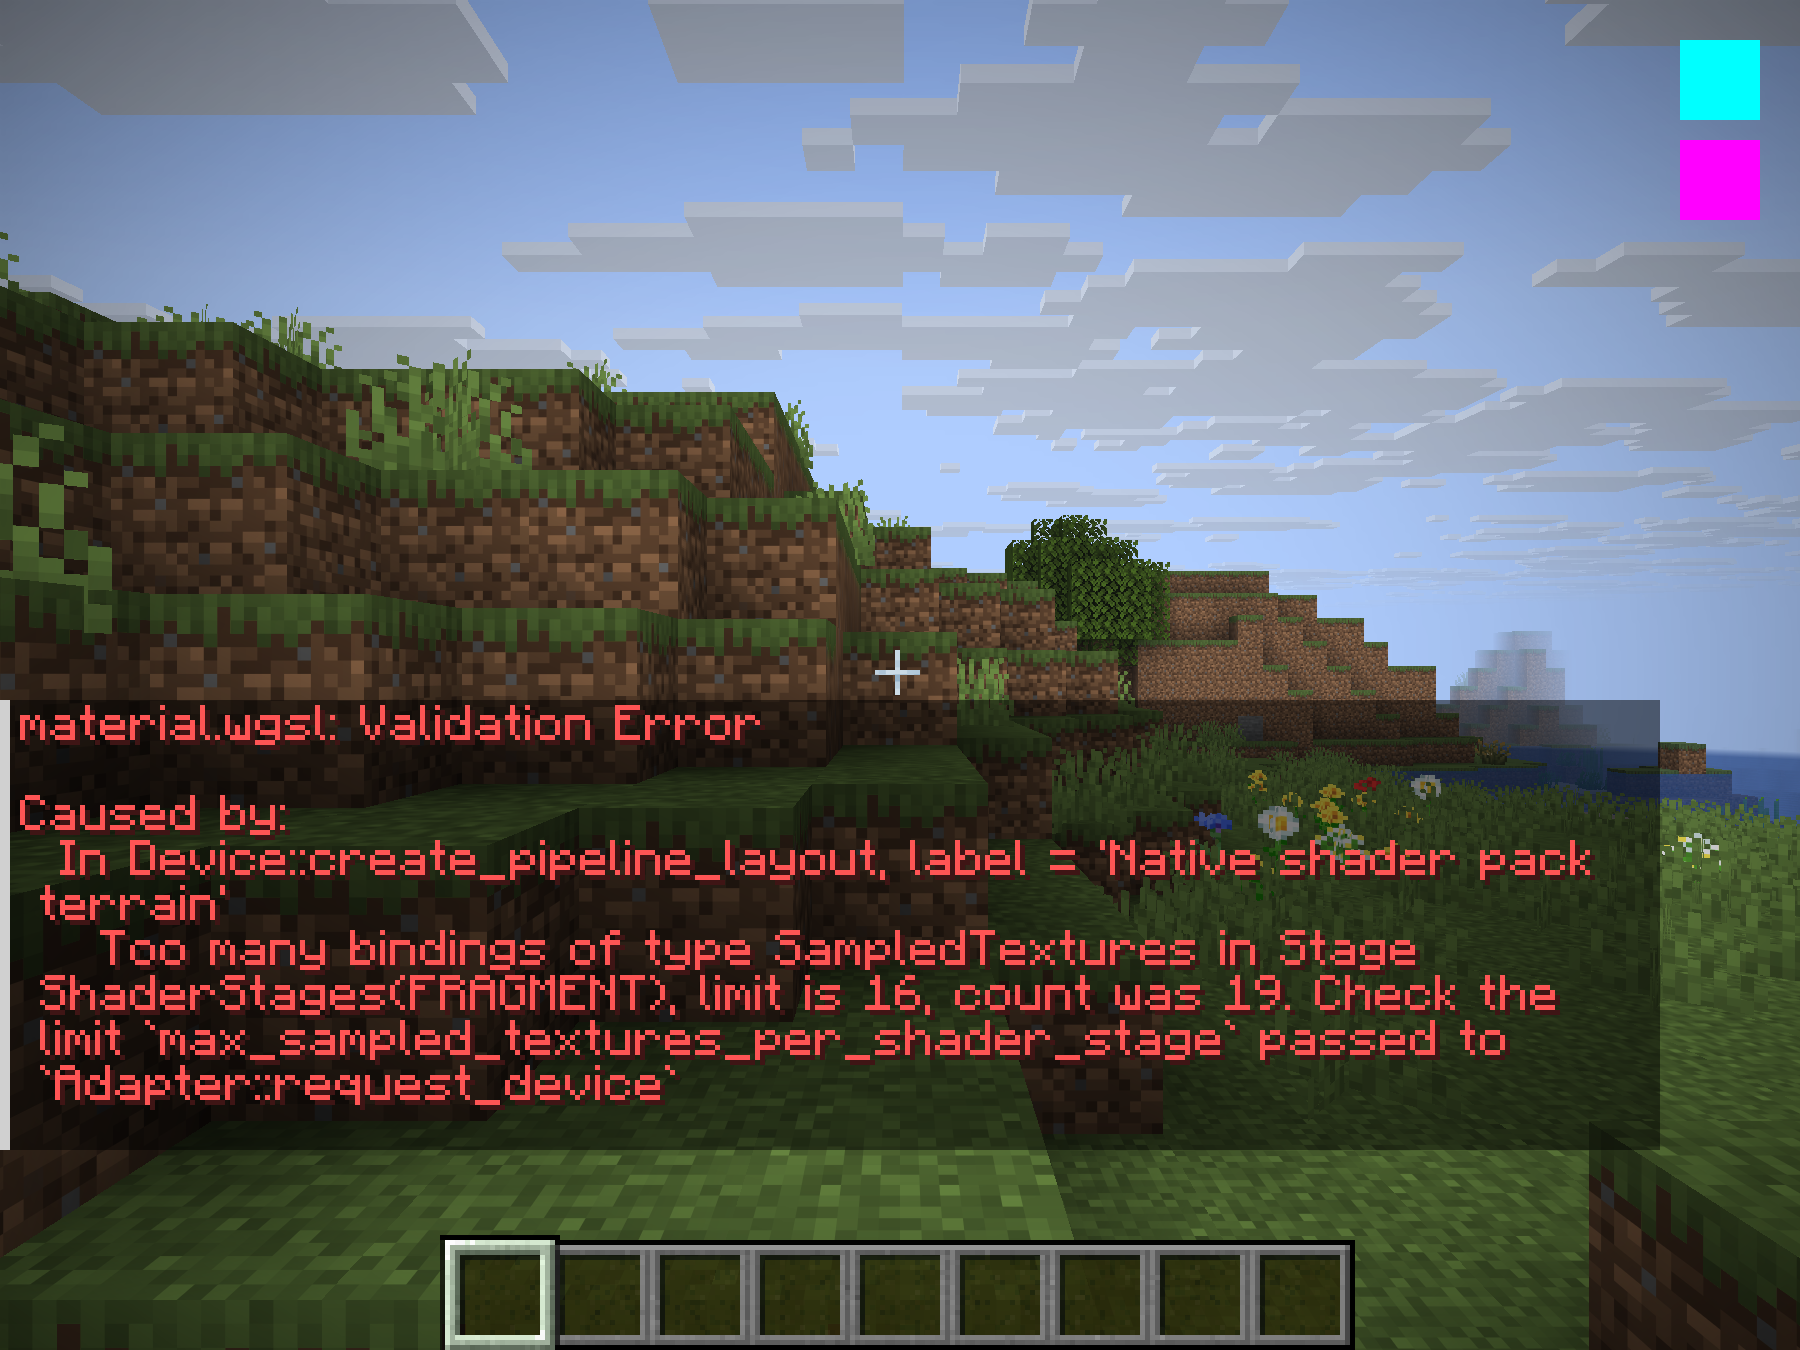 material.wgsl: Validation Error
Caused by:
In Device::create_pipeline_layout, label = 'Native shader pack
terrain'
Too many bindings of type SampledTextures in Stage
ShaderStages(FRAGMENT), limit is 16, count was 19. Check the
limit `max_sampled_textures_per_shader_stage` passed to
`Adapter::request_device`